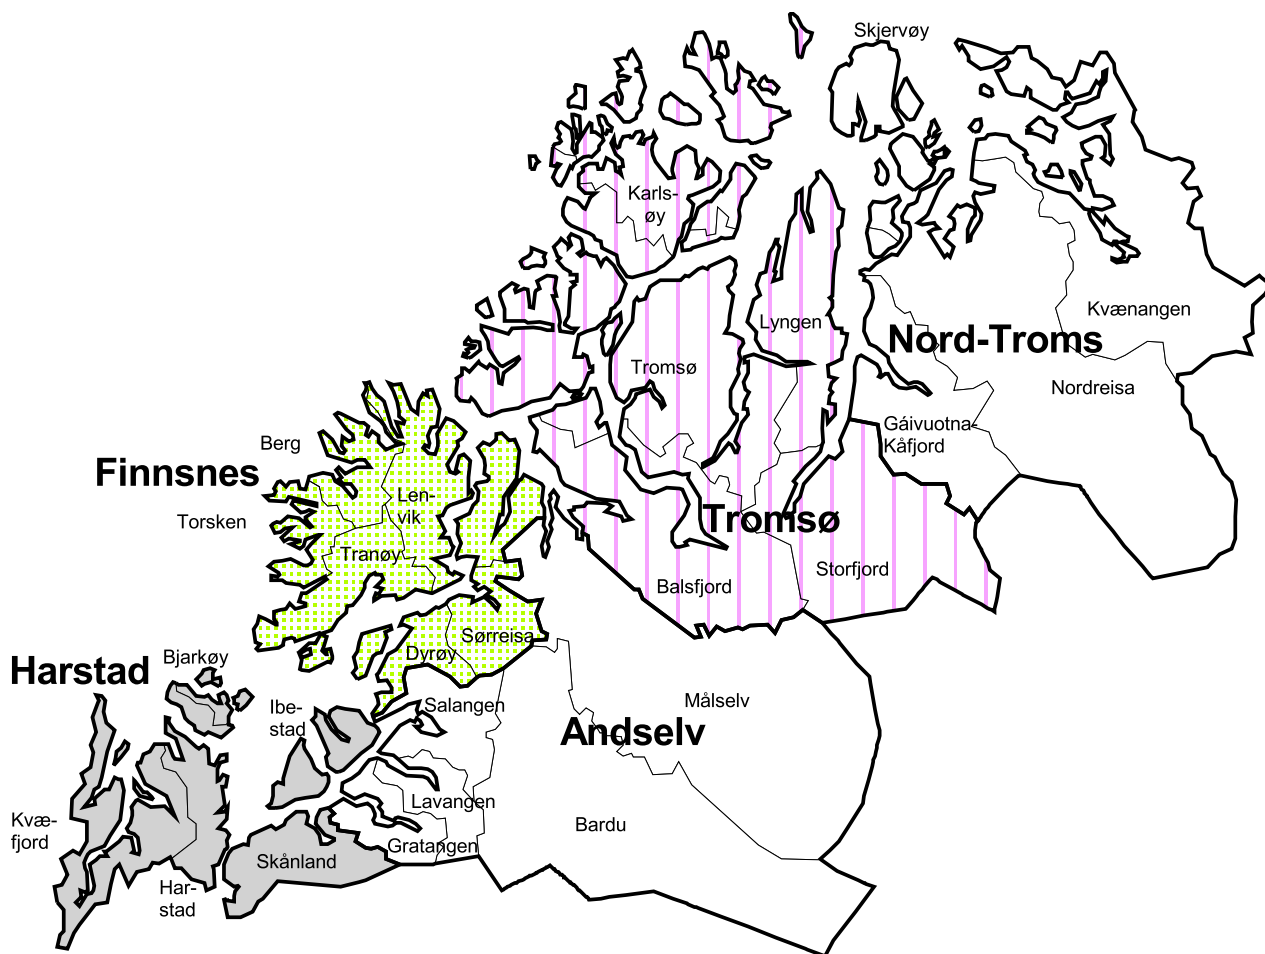 Skjervøy
Karls-
øy
Kvænangen
Lyngen
Nord-Troms
Tromsø
Nordreisa
Gáivuotna-
Kåfjord
Berg
Finnsnes
Len-
vik
Torsken
Tromsø
Tranøy
Storfjord
Balsfjord
Sørreisa
Dyrøy
Bjarkøy
Harstad
Målselv
Salangen
Ibe-
stad
Andselv
Lavangen
Kvæ-
fjord
Bardu
Gratangen
Skånland
Har-
stad